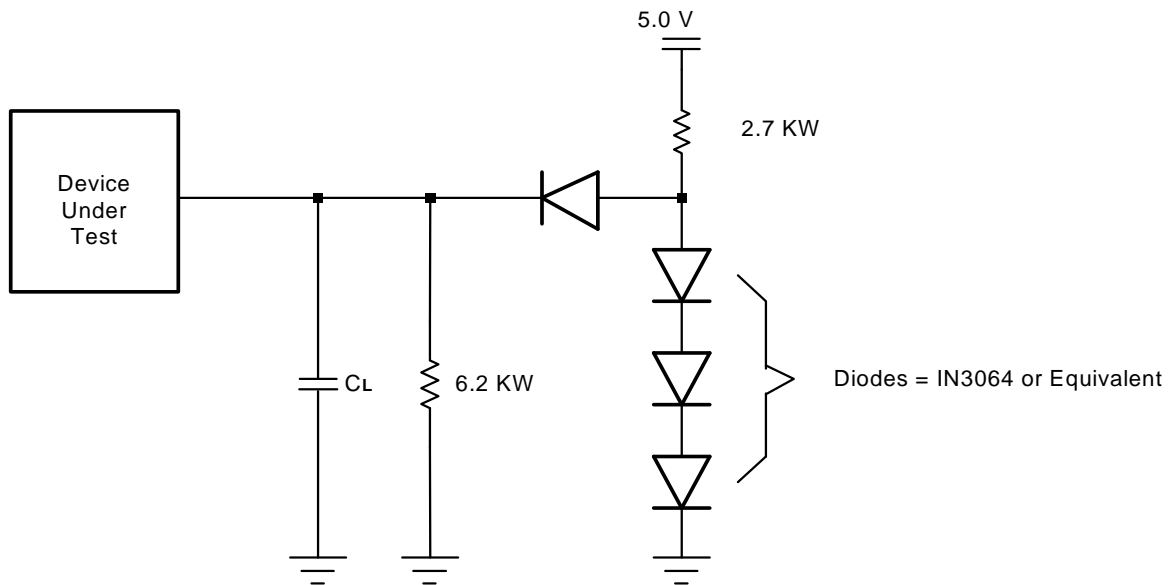 5.0 V
2.7 KW
Device
Under
Test
CL
6.2 KW
Diodes = IN3064 or Equivalent